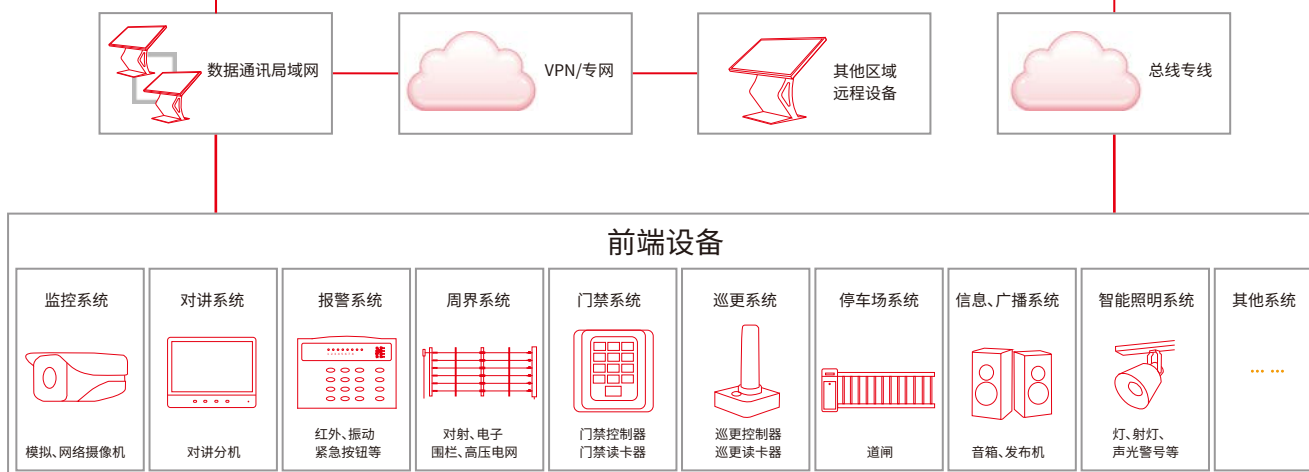 数据通讯局域网
VPN/专网
其他区域
远程设备
总线专线
前端设备
监控系统
对讲系统
报警系统
周界系统
门禁系统
巡更系统
停车场系统
信息、广播系统
智能照明系统
其他系统
模拟、网络摄像机
对讲分机
红外、振动
紧急按钮等
对射、电子
围栏、高压电网
门禁控制器
门禁读卡器
巡更控制器
巡更读卡器
道闸
音箱、发布机
灯、射灯、
声光警号等
… …